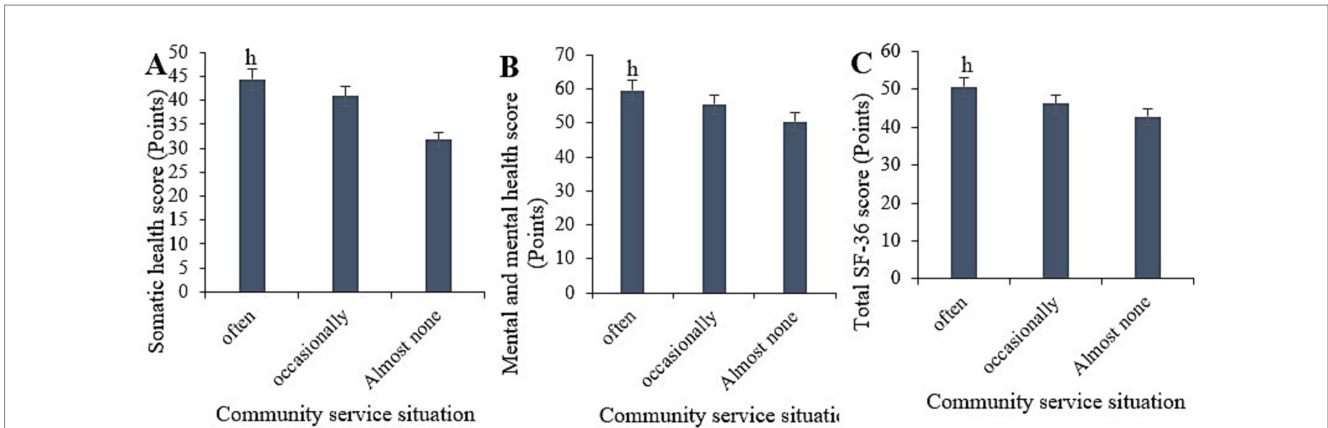 A
Somatic health score (Points)
50
45
40
35
30
25
20
15
10
5
0
h
often
occasionally
Almost none
Community service situation
B
Mental and mental health score
(Points)
70
60
50
40
30
20
10
0
h
often
occasionally
Almost none
Community service situati
C
Total SF-36 score (Points)
60
50
40
30
20
10
0
h
often
occasionally
Almost none
Community service situation